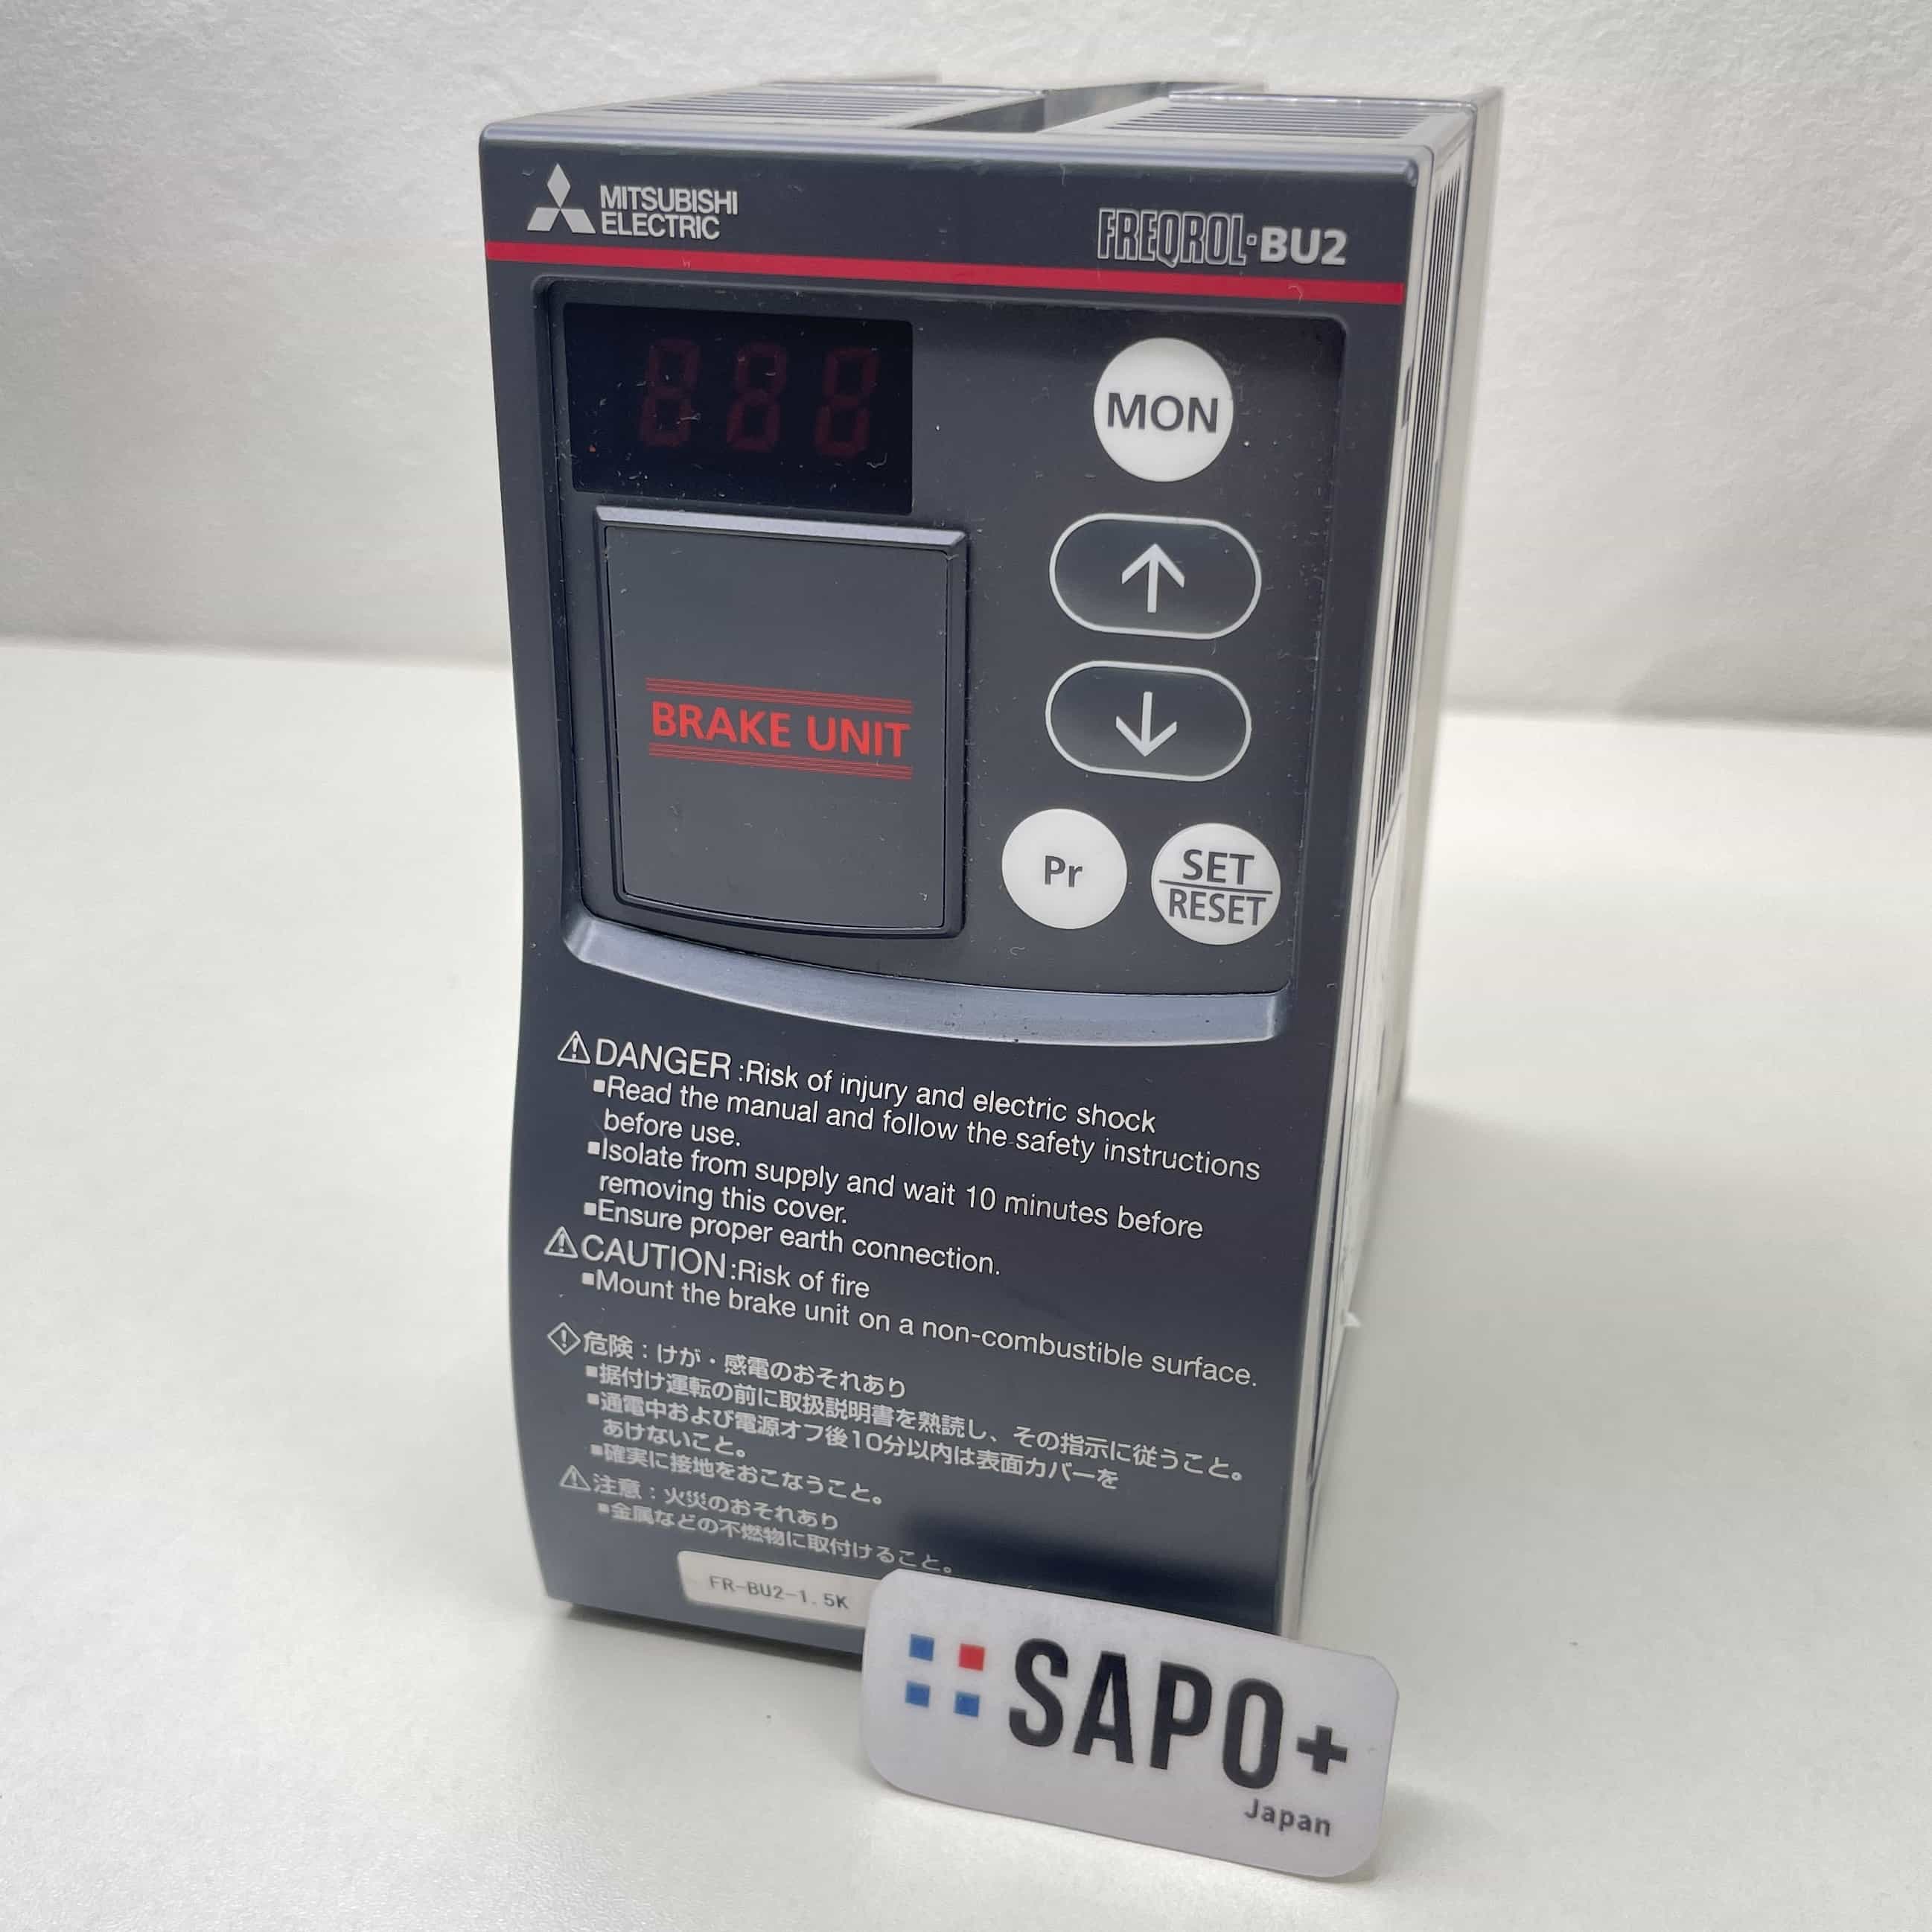 MITSUBISHI
ELECTRIC
FREQROL-BU2
888
MON
↑
↓
BRAKE UNIT
Pr
SET
RESET
⚠DANGER:Risk of injury and electric shock
■Read the manual and follow the safety instructions
before use.
■Isolate from supply and wait 10 minutes before
removing this cover.
■Ensure proper earth connection.
⚠CAUTION:Risk of fire
■Mount the brake unit on a non-combustible surface.
危険：けが・感電のおそれあり
■据付け運転の前に取扱説明書を熟読し、その指示に従うこと。
■通電中および電源オフ後10分以内は表面カバーを
あけないこと。
■確実に接地をおこなうこと。
⚠注意：火災のおそれあり
■金属などの不燃物に取付けること。
FR-BU2-1.5K
SAPO+
Japan